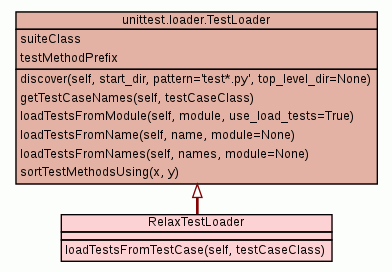 unittest.loader.TestLoader
suiteClass
testMethodPrefix
discover(self, start_dir, pattern='test*.py', top_level_dir=None)
getTestCaseNames(self, testCaseClass)
loadTestsFromModule(self, module, use_load_tests=True)
loadTestsFromName(self, name, module=None)
loadTestsFromNames(self, names, module=None)
sortTestMethodsUsing(x, y)
RelaxTestLoader
loadTestsFromTestCase(self, testCaseClass)